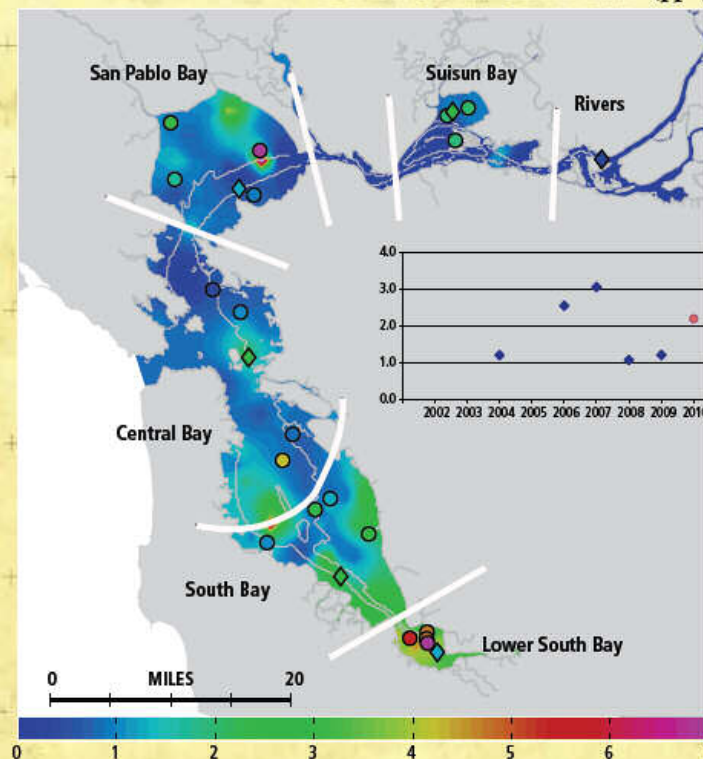 San Pablo Bay
Suisun Bay
Rivers
4.0
3.0
2.0
1.0
0.0
2002 2003 2004 2005 2006 2007 2008 2009 2010
Central Bay
South Bay
Lower South Bay
0 MILES 20
0 1 2 3 4 5 6